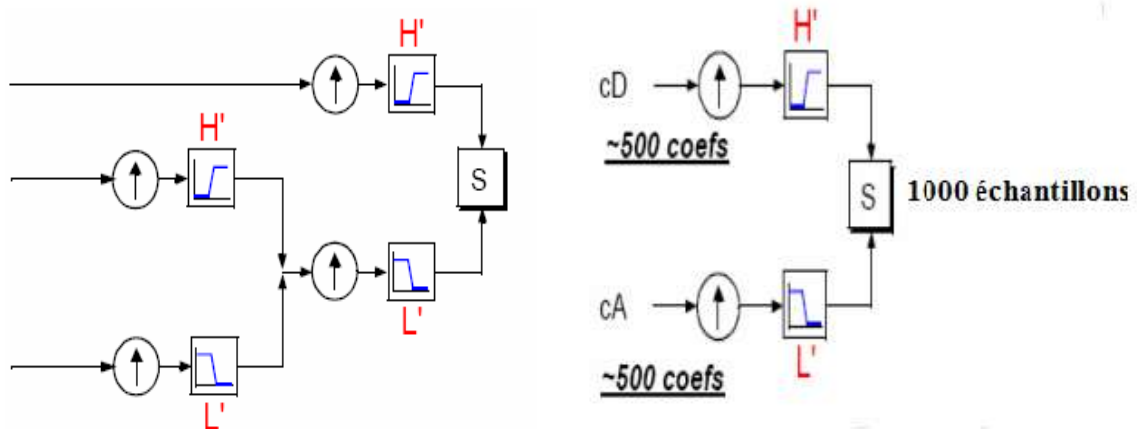 H'
H'
S
L'
L'
H'
cD
~500 coefs
S 1000 échantillons
cA
~500 coefs
L'